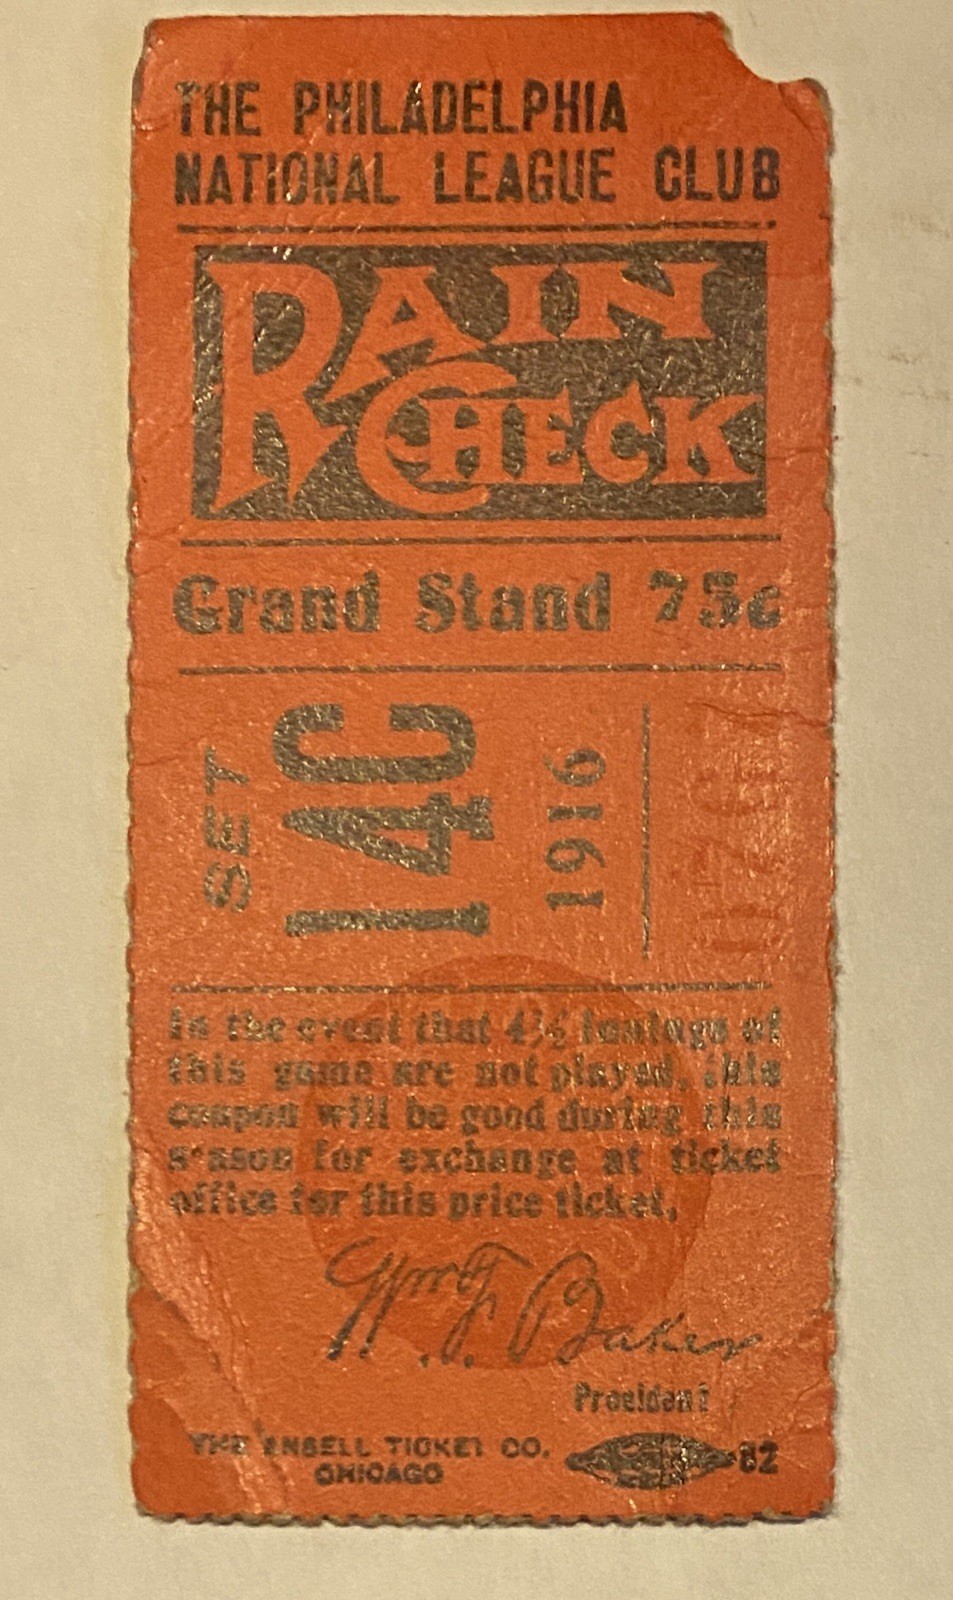 THE PHILADELPHIA
NATIONAL LEAGUE CLUB
RAIN
CHECK
Grand Stand 75c
SET
14C
1916
In the event that 4½ innings of
this game are not played, this
coupon will be good during this
season for exchange at ticket
office for this price ticket.
Wm. F. Baker
President
THE ANSELL TICKET CO.
CHICAGO
82